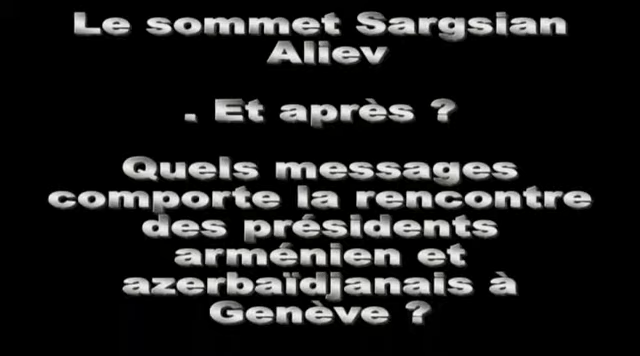 Le sommet Sargsian
Aliev
. Et après ?
Quels messages
comporte la rencontre
des présidents
arménien et
azerbaïdjanais à
Genève ?